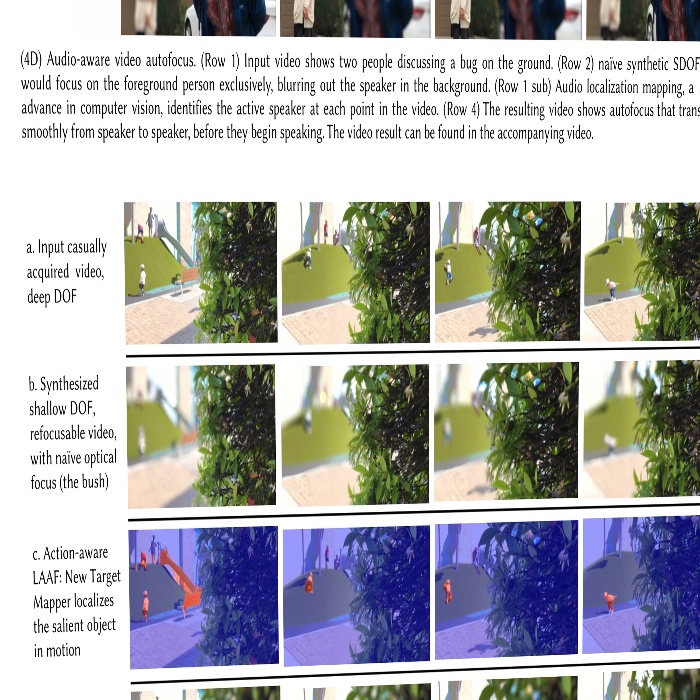 (4D) Audio-aware video autofocus. (Row 1) Input video shows two people discussing a bug on the ground. (Row 2) naïve synthetic SDOF
would focus on the foreground person exclusively, blurring out the speaker in the background. (Row 1 sub) Audio localization mapping, a
advance in computer vision, identifies the active speaker at each point in the video. (Row 4) The resulting video shows autofocus that trans
smoothly from speaker to speaker, before they begin speaking. The video result can be found in the accompanying video.
a. Input casually
acquired video,
deep DOF
b. Synthesized
shallow DOF,
refocusable video,
with naïve optical
focus (the bush)
c. Action-aware
LAAF: New Target
Mapper localizes
the salient object
in motion